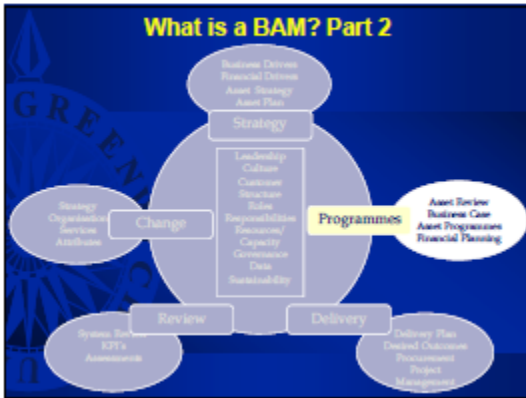 What is a BAM? Part 2
Business Drivers
Financial Drivers
Asset Strategy
Asset Plan
Strategy
Leadership
Culture
Customer
Structure
Roles
Responsibilities
Resources/
Capacity
Governance
Data
Sustainability
Strategy
Organisation
Services
Attributes
Change
Programmes
Asset Review
Business Case
Asset Programmes
Financial Planning
Review
System Review
KPI's
Assessments
Delivery
Delivery Plan
Desired Outcomes
Procurement
Project
Management
GREEN